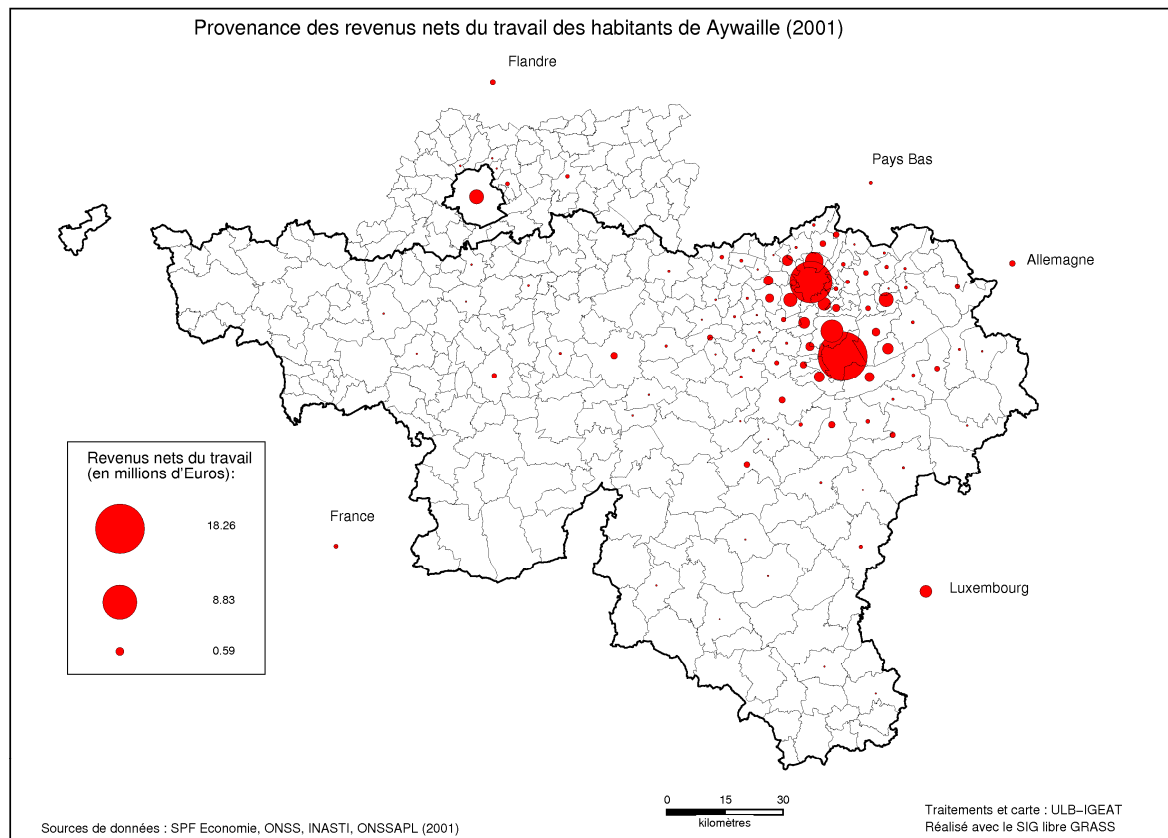 Provenance des revenus nets du travail des habitants de Aywaille (2001)
Flandre
Pays Bas
Allemagne
Revenus nets du travail
(en millions d'Euros):
18.26
8.83
0.59
France
Luxembourg
0 15 30
kilomètres
Sources de données : SPF Economie, ONSS, INASTI, ONSSAPL (2001)
Traitements et carte : ULB–IGEAT
Réalisé avec le SIG libre GRASS